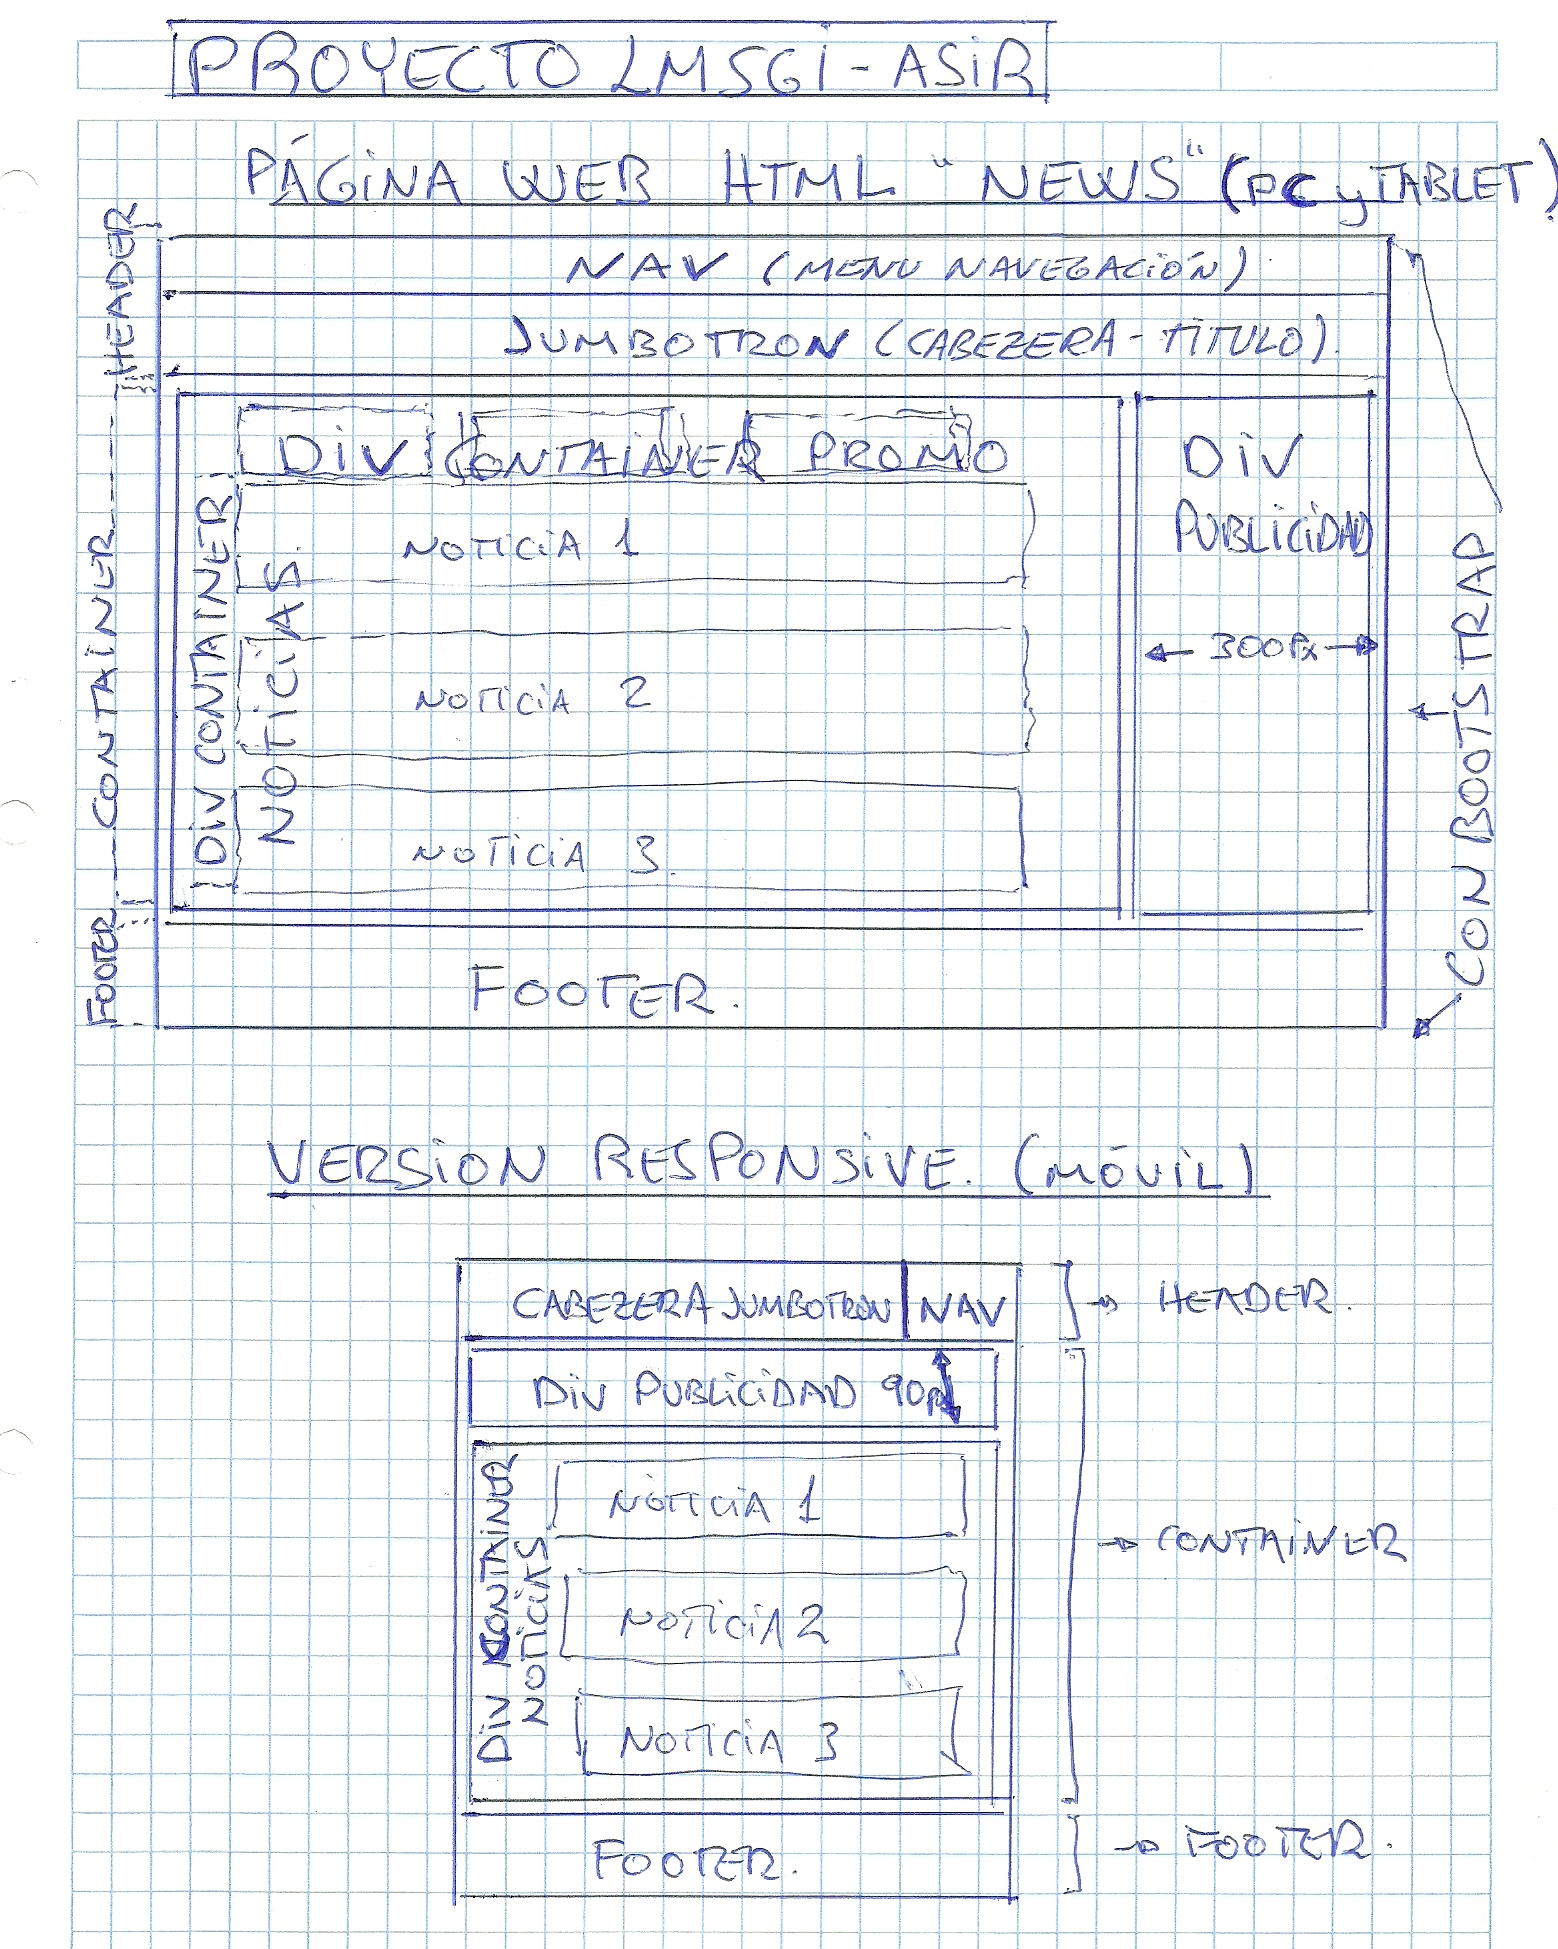 PROYECTO LMSGI-ASIR
PÁGINA WEB HTML "NEWS" (PC y TABLET)
HEADER
NAV (MENU NAVEGACIÓN).
JUMBOTRON (CABEZERA-TÍTULO).
CONTAINER
DIV CONTAINER PROMO
DIV
PUBLICIDAD
300Px
DIV CONTAINER
NOTICIAS.
NOTICIA 1
NOTICIA 2
NOTICIA 3.
CON BOOTSTRAP
FOOTER
FOOTER.
VERSION RESPONSIVE. (MÓVIL)
CABEZERA JUMBOTRON NAV
HEADER.
DIV PUBLICIDAD 90px
DIV CONTAINER
NOTICIAS
NOTICIA 1
NOTICIA 2
NOTICIA 3
CONTAINER
FOOTER.
FOOTER.